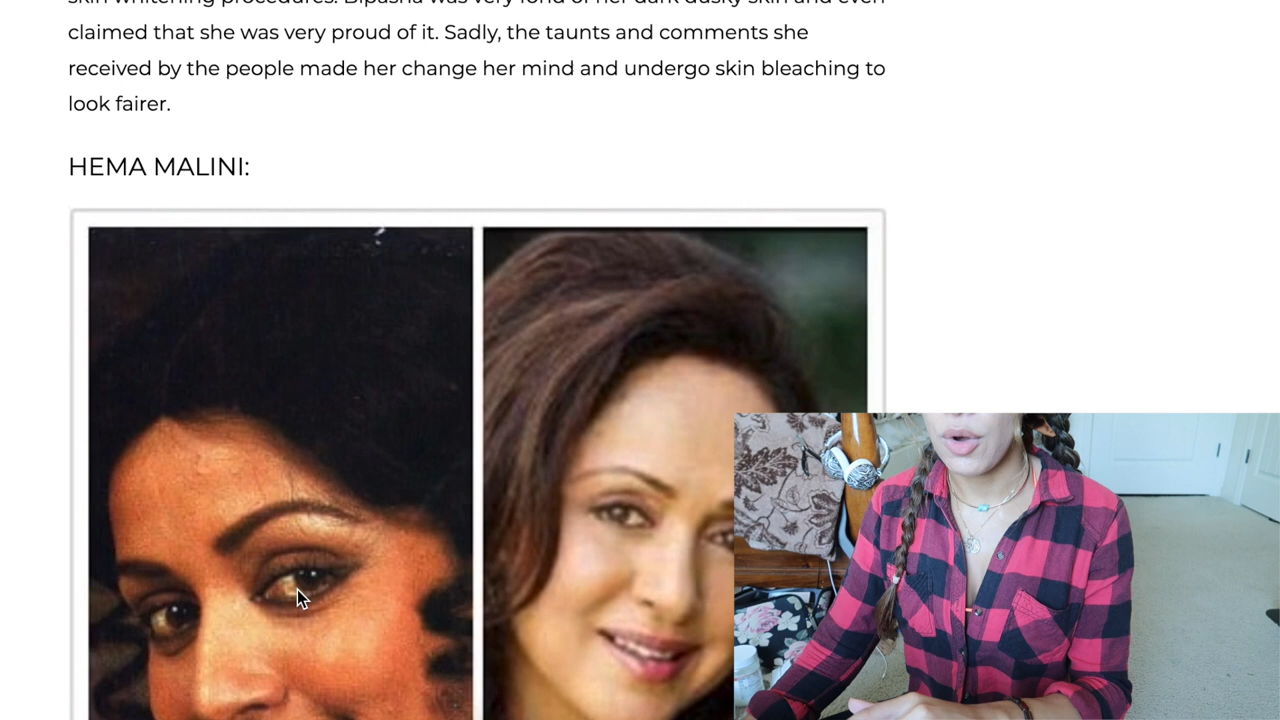 claimed that she was very proud of it. Sadly, the taunts and comments she
received by the people made her change her mind and undergo skin bleaching to
look fairer.
HEMA MALINI: